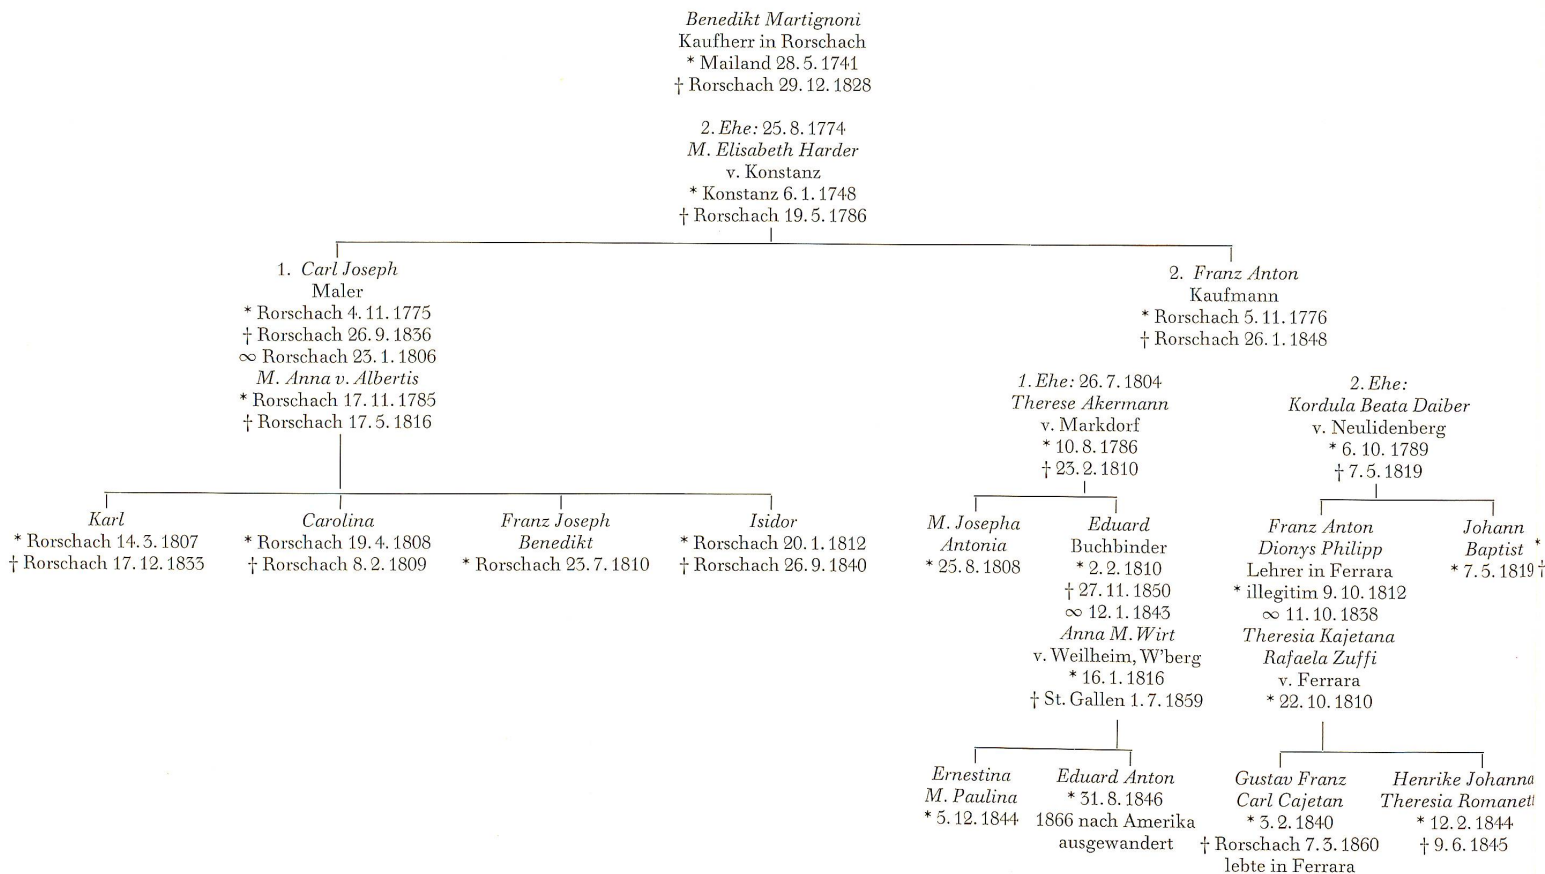 Benedikt Martignoni
Kaufherr in Rorschach
* Mailand 28. 5. 1741
† Rorschach 29. 12. 1828
2. Ehe: 25. 8. 1774
M. Elisabeth Harder
v. Konstanz
* Konstanz 6. 1. 1748
† Rorschach 19. 5. 1786
1. Carl Joseph
Maler
* Rorschach 4. 11. 1775
† Rorschach 26. 9. 1836
∞ Rorschach 23. 1. 1806
M. Anna v. Albertis
* Rorschach 17. 11. 1785
† Rorschach 17. 5. 1816
2. Franz Anton
Kaufmann
* Rorschach 5. 11. 1776
† Rorschach 26. 1. 1848
1. Ehe: 26. 7. 1804
Therese Akermann
v. Markdorf
* 10. 8. 1786
† 23. 2. 1810
2. Ehe:
Kordula Beata Daiber
v. Neulidenberg
* 6. 10. 1789
† 7. 5. 1819
Karl
* Rorschach 14. 3. 1807
† Rorschach 17. 12. 1833
Carolina
* Rorschach 19. 4. 1808
† Rorschach 8. 2. 1809
Franz Joseph
Benedikt
* Rorschach 23. 7. 1810
Isidor
* Rorschach 20. 1. 1812
† Rorschach 26. 9. 1840
M. Josepha
Antonia
* 25. 8. 1808
Eduard
Buchbinder
* 2. 2. 1810
† 27. 11. 1850
∞ 12. 1. 1843
Anna M. Wirt
v. Weilheim, W'berg
* 16. 1. 1816
† St. Gallen 1. 7. 1859
Franz Anton
Dionys Philipp
Lehrer in Ferrara
* illegitim 9. 10. 1812
∞ 11. 10. 1838
Theresia Kajetana
Rafaela Zuffi
v. Ferrara
* 22. 10. 1810
Johann
Baptist *
* 7. 5. 1819 †
Ernestina
M. Paulina
* 5. 12. 1844
Eduard Anton
* 31. 8. 1846
1866 nach Amerika
ausgewandert
Gustav Franz
Carl Cajetan
* 3. 2. 1840
† Rorschach 7. 3. 1860
lebte in Ferrara
Henrike Johanna
Theresia Romanett
* 12. 2. 1844
† 9. 6. 1845